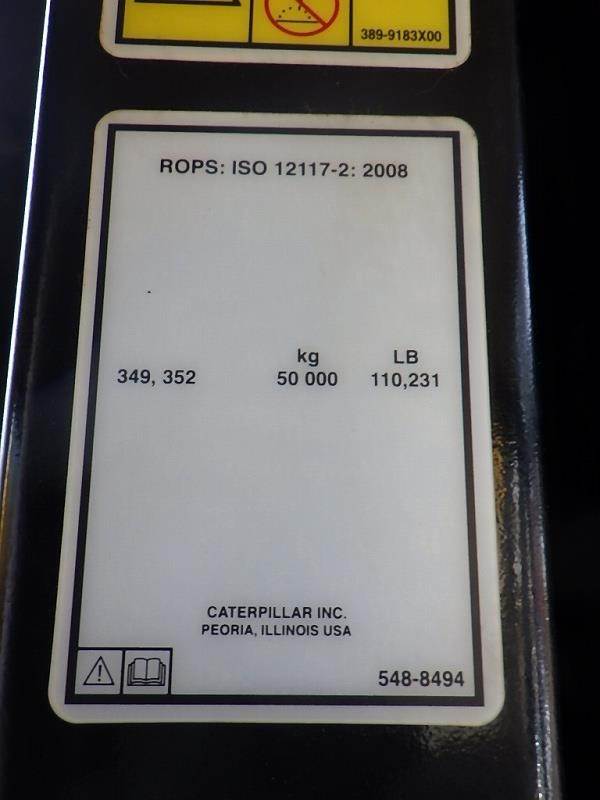 389-9183X00
ROPS: ISO 12117-2: 2008
kg LB
349, 352 50 000 110,231
CATERPILLAR INC.
PEORIA, ILLINOIS USA
548-8494